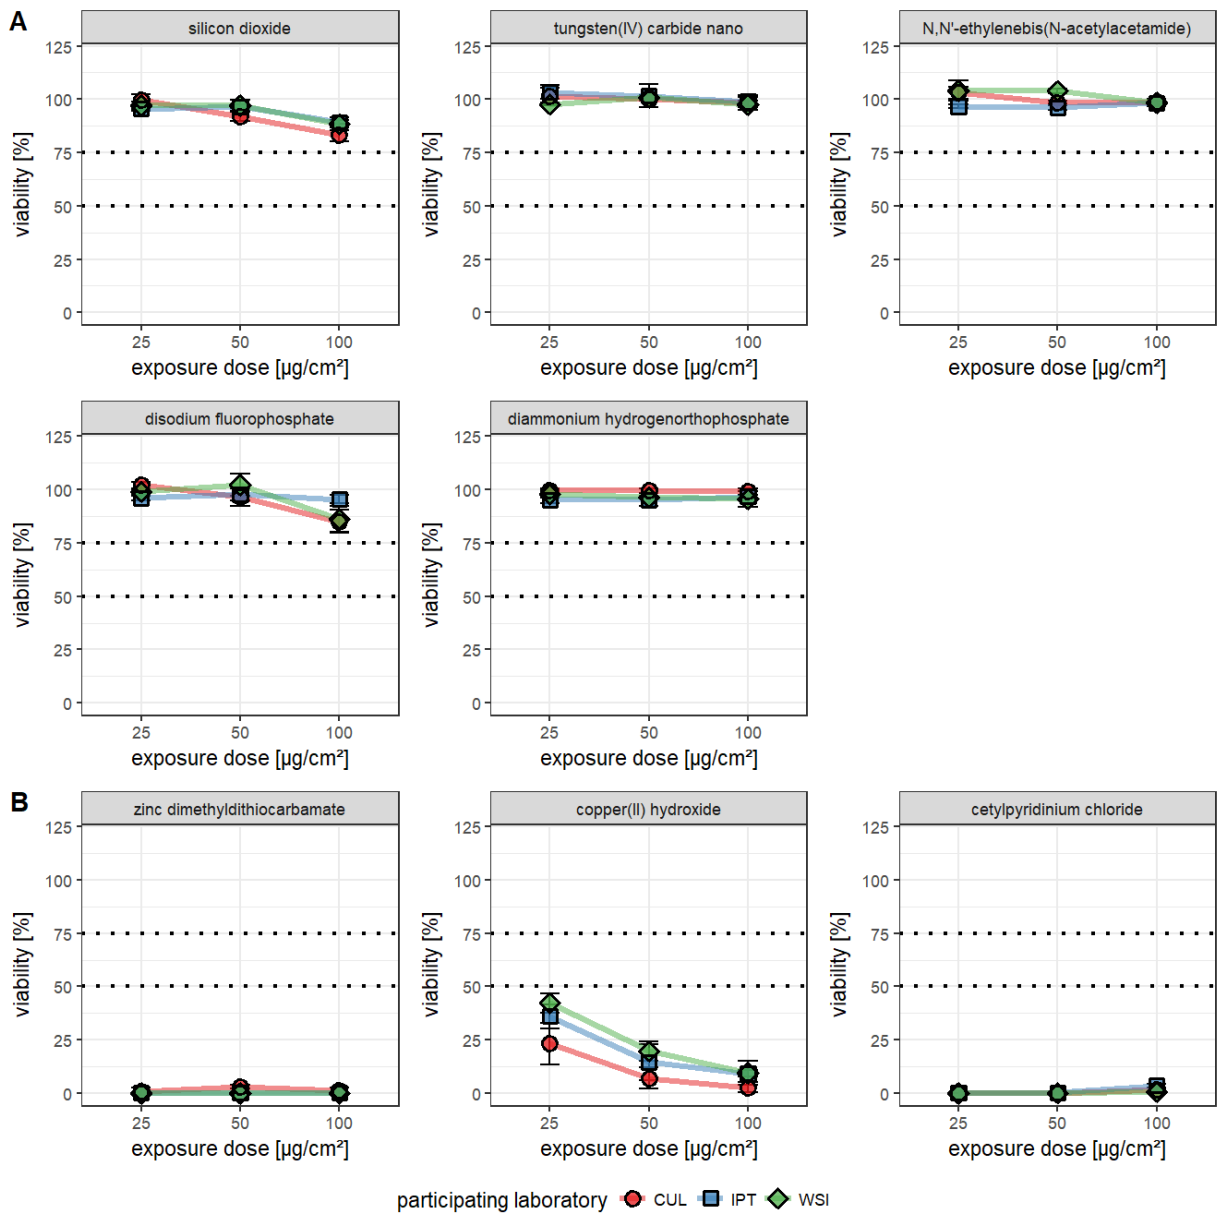 A
silicon dioxide
tungsten(IV) carbide nano
N,N'-ethylenebis(N-acetylacetamide)
viability [%]
125
100
75
50
25
0
25 50 100
exposure dose [µg/cm²]
viability [%]
125
100
75
50
25
0
25 50 100
exposure dose [µg/cm²]
viability [%]
125
100
75
50
25
0
25 50 100
exposure dose [µg/cm²]
disodium fluorophosphate
diammonium hydrogenorthophosphate
viability [%]
125
100
75
50
25
0
25 50 100
exposure dose [µg/cm²]
viability [%]
125
100
75
50
25
0
25 50 100
exposure dose [µg/cm²]
B
zinc dimethyldithiocarbamate
copper(II) hydroxide
cetylpyridinium chloride
viability [%]
125
100
75
50
25
0
25 50 100
exposure dose [µg/cm²]
viability [%]
125
100
75
50
25
0
25 50 100
exposure dose [µg/cm²]
viability [%]
125
100
75
50
25
0
25 50 100
exposure dose [µg/cm²]
participating laboratory CUL IPT WSI